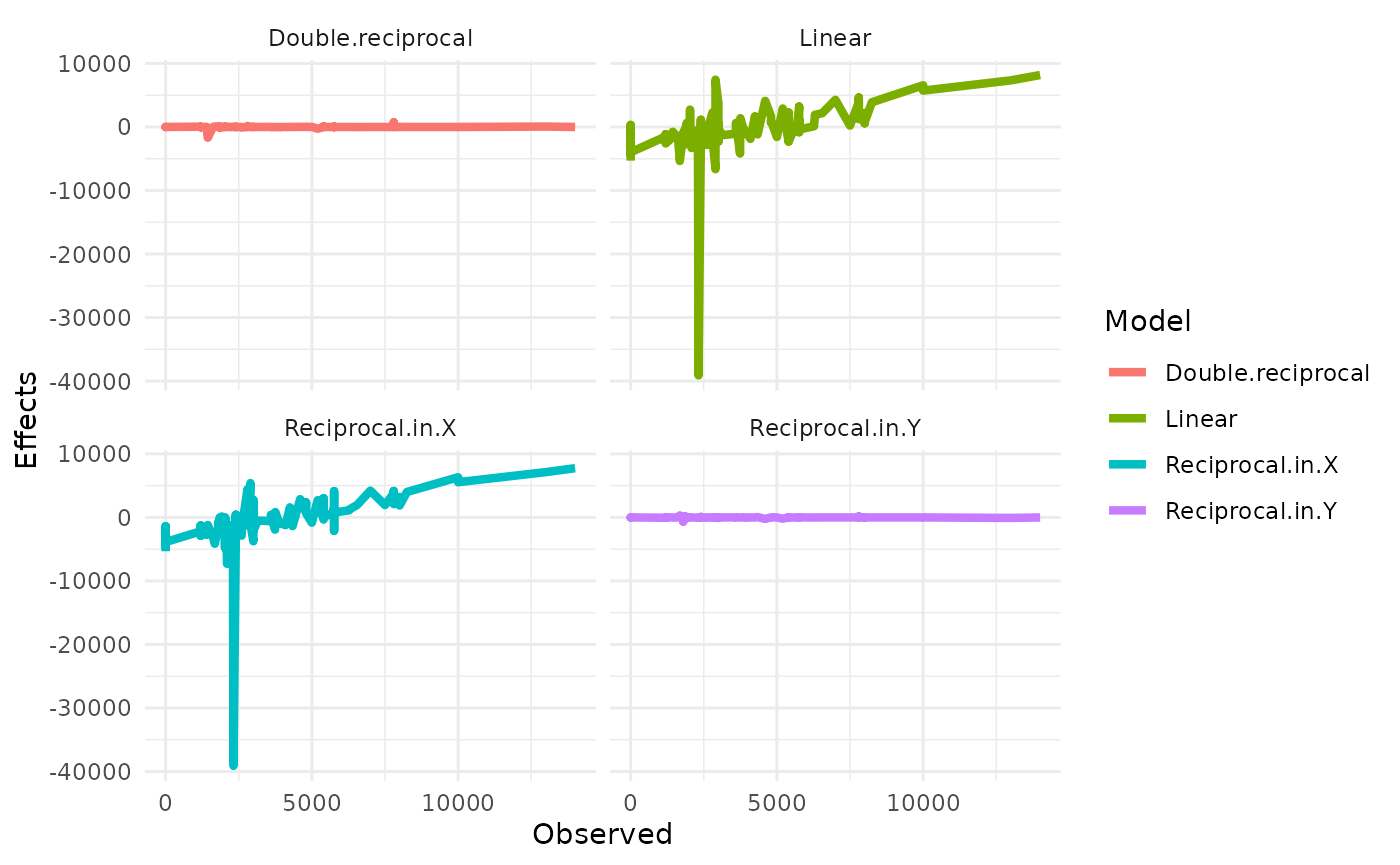 Double.reciprocal
Linear
10000
0
-10000
-20000
-30000
-40000
Reciprocal.in.X
Reciprocal.in.Y
10000
0
-10000
-20000
-30000
-40000
0
5000
10000
0
5000
10000
Observed
Effects
Model
Double.reciprocal
Linear
Reciprocal.in.X
Reciprocal.in.Y